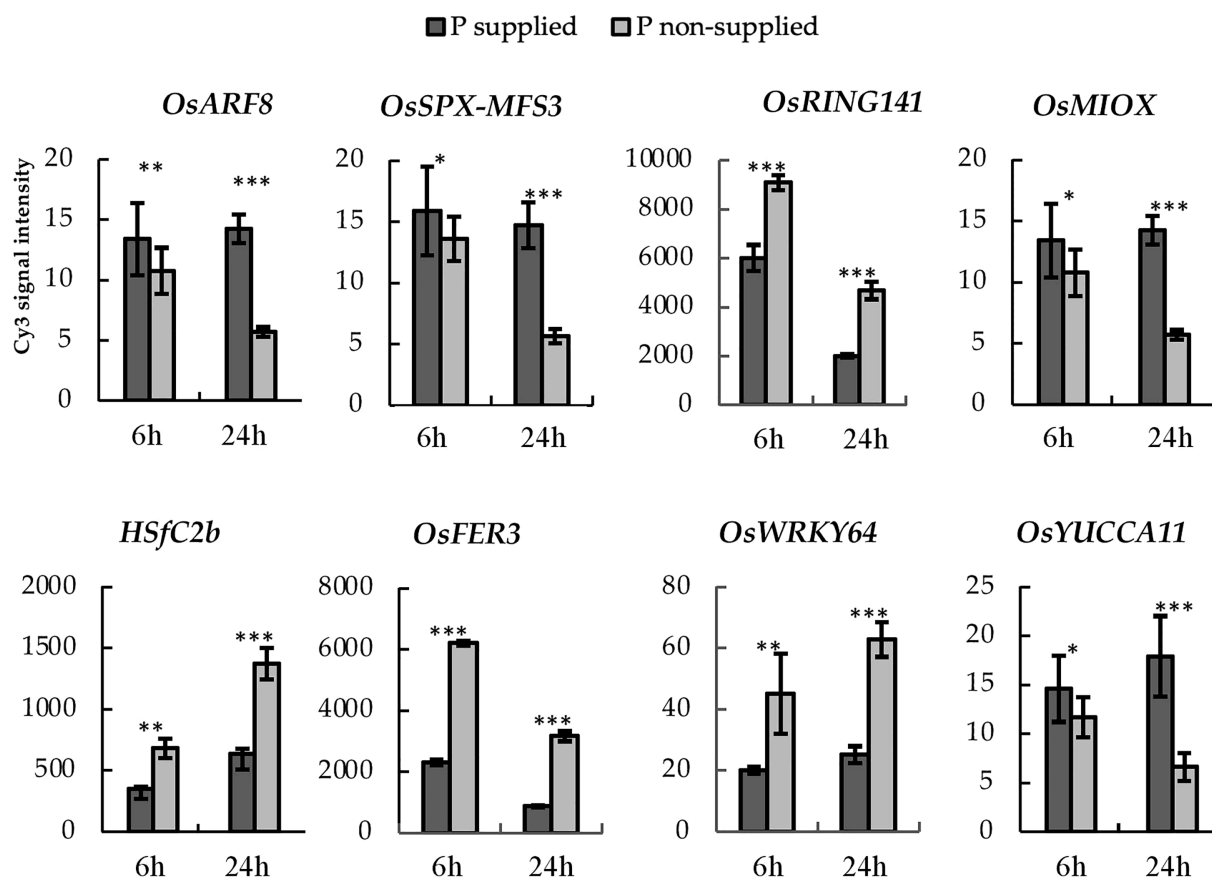 P supplied P non-supplied
OsARF8
OsSPX-MFS3
OsRING141
OsMIOX
Cy3 signal intensity
20
15
10
5
0
** ***
6h 24h
20
15
10
5
0
* ***
6h 24h
10000
8000
6000
4000
2000
0
*** ***
6h 24h
20
15
10
5
0
* ***
6h 24h
HSfC2b
OsFER3
OsWRKY64
OsYUCCA11
2000
1500
1000
500
0
** ***
6h 24h
8000
6000
4000
2000
0
*** ***
6h 24h
80
60
40
20
0
** ***
6h 24h
25
20
15
10
5
0
* ***
6h 24h